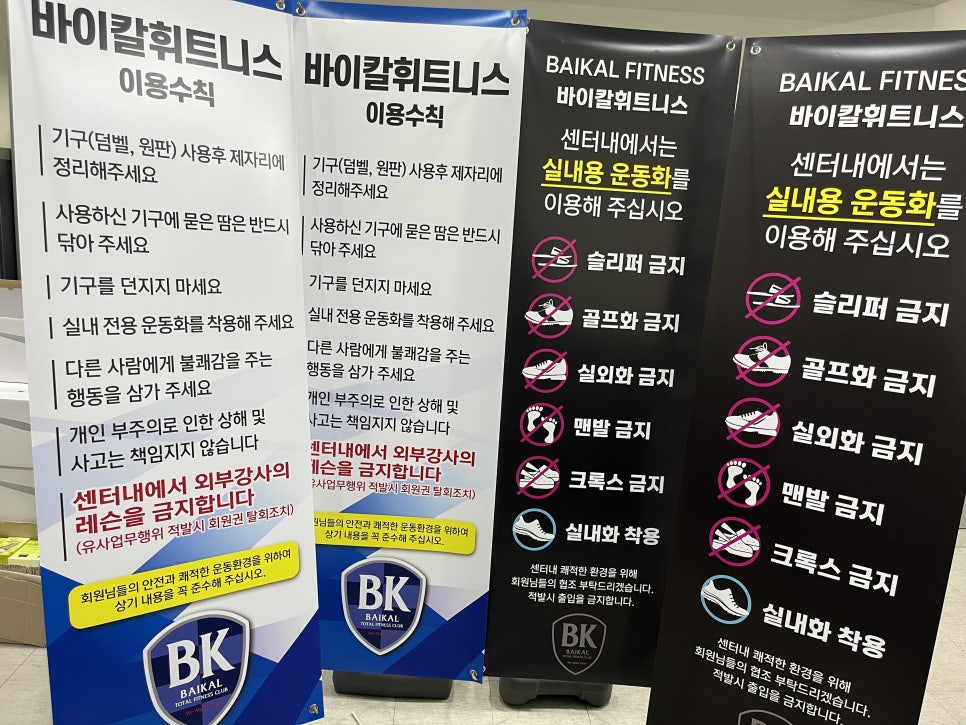 바이칼휘트니스
이용수칙
기구(덤벨, 원판) 사용후 제자리에
정리해주세요
사용하신 기구에 묻은 땀은 반드시
닦아 주세요
기구를 던지지 마세요
실내 전용 운동화를 착용해 주세요
다른 사람에게 불쾌감을 주는
행동을 삼가 주세요
개인 부주의로 인한 상해 및
사고는 책임지지 않습니다
센터내에서 외부강사의
레슨을 금지합니다
(유사업무행위 적발시 회원권 탈회조치)
회원님들의 안전과 쾌적한 운동환경을 위하여
상기 내용을 꼭 준수해 주십시오.
BK
BAIKAL
TOTAL FITNESS CLUB
바이칼휘트니스
이용수칙
기구(덤벨, 원판) 사용후 제자리에
정리해주세요
사용하신 기구에 묻은 땀은 반드시
닦아 주세요
기구를 던지지 마세요
실내 전용 운동화를 착용해 주세요
다른 사람에게 불쾌감을 주는
행동을 삼가 주세요
개인 부주의로 인한 상해 및
사고는 책임지지 않습니다
센터내에서 외부강사의
레슨을 금지합니다
유사업무행위 적발시 회원권 탈회조치)
원님들의 안전과 쾌적한 운동환경을 위하여
상기 내용을 꼭 준수해 주십시오.
BK
BAIKAL
TOTAL FITNESS CLUB
BAIKAL FITNESS
바이칼휘트니스
센터내에서는
실내용 운동화를
이용해 주십시오
슬리퍼 금지
골프화 금지
실외화 금지
맨발 금지
크록스 금지
실내화 착용
센터내 쾌적한 환경을 위해
회원님들의 협조 부탁드리겠습니다.
적발시 출입을 금지합니다.
BK
BAIKAL
TOTAL FITNESS CLUB
BAIKAL FITNES
바이칼휘트니스
센터내에서는
실내용 운동화를
이용해 주십시오
슬리퍼 금지
골프화 금지
실외화 금지
맨발 금지
크록스 금지
실내화 착용
센터내 쾌적한 환경을 위해
회원님들의 협조 부탁드리겠습니다.
적발시 출입을 금지합니다.